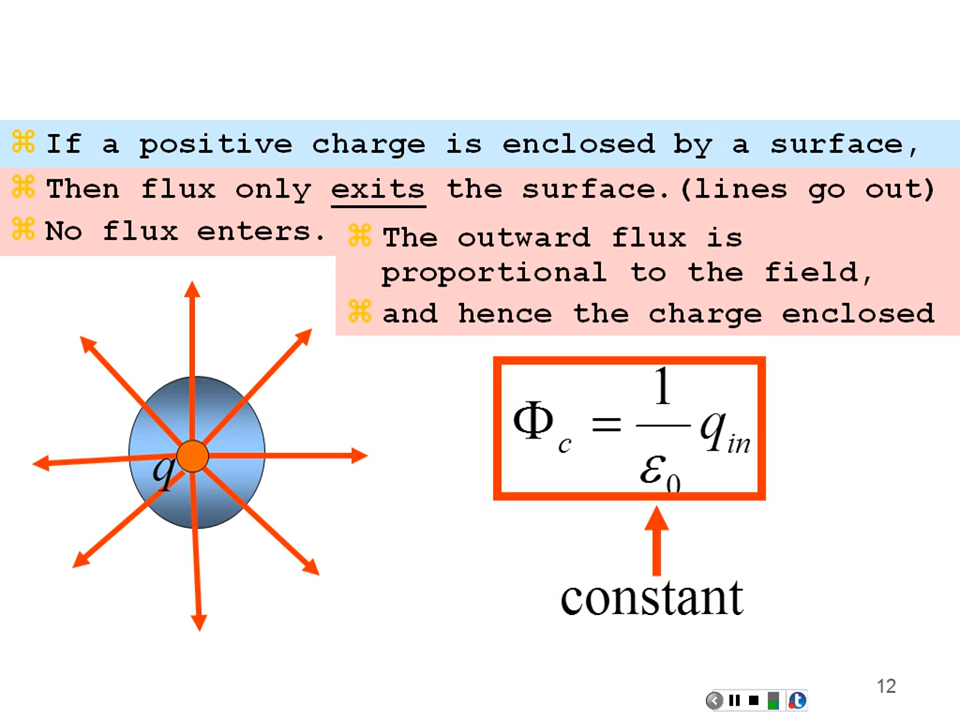 ⌘ If a positive charge is enclosed by a surface,
⌘ Then flux only exits the surface.(lines go out)
⌘ No flux enters.
⌘ The outward flux is
proportional to the field,
⌘ and hence the charge enclosed
q
Φc = 1/ε0 qin
constant
12